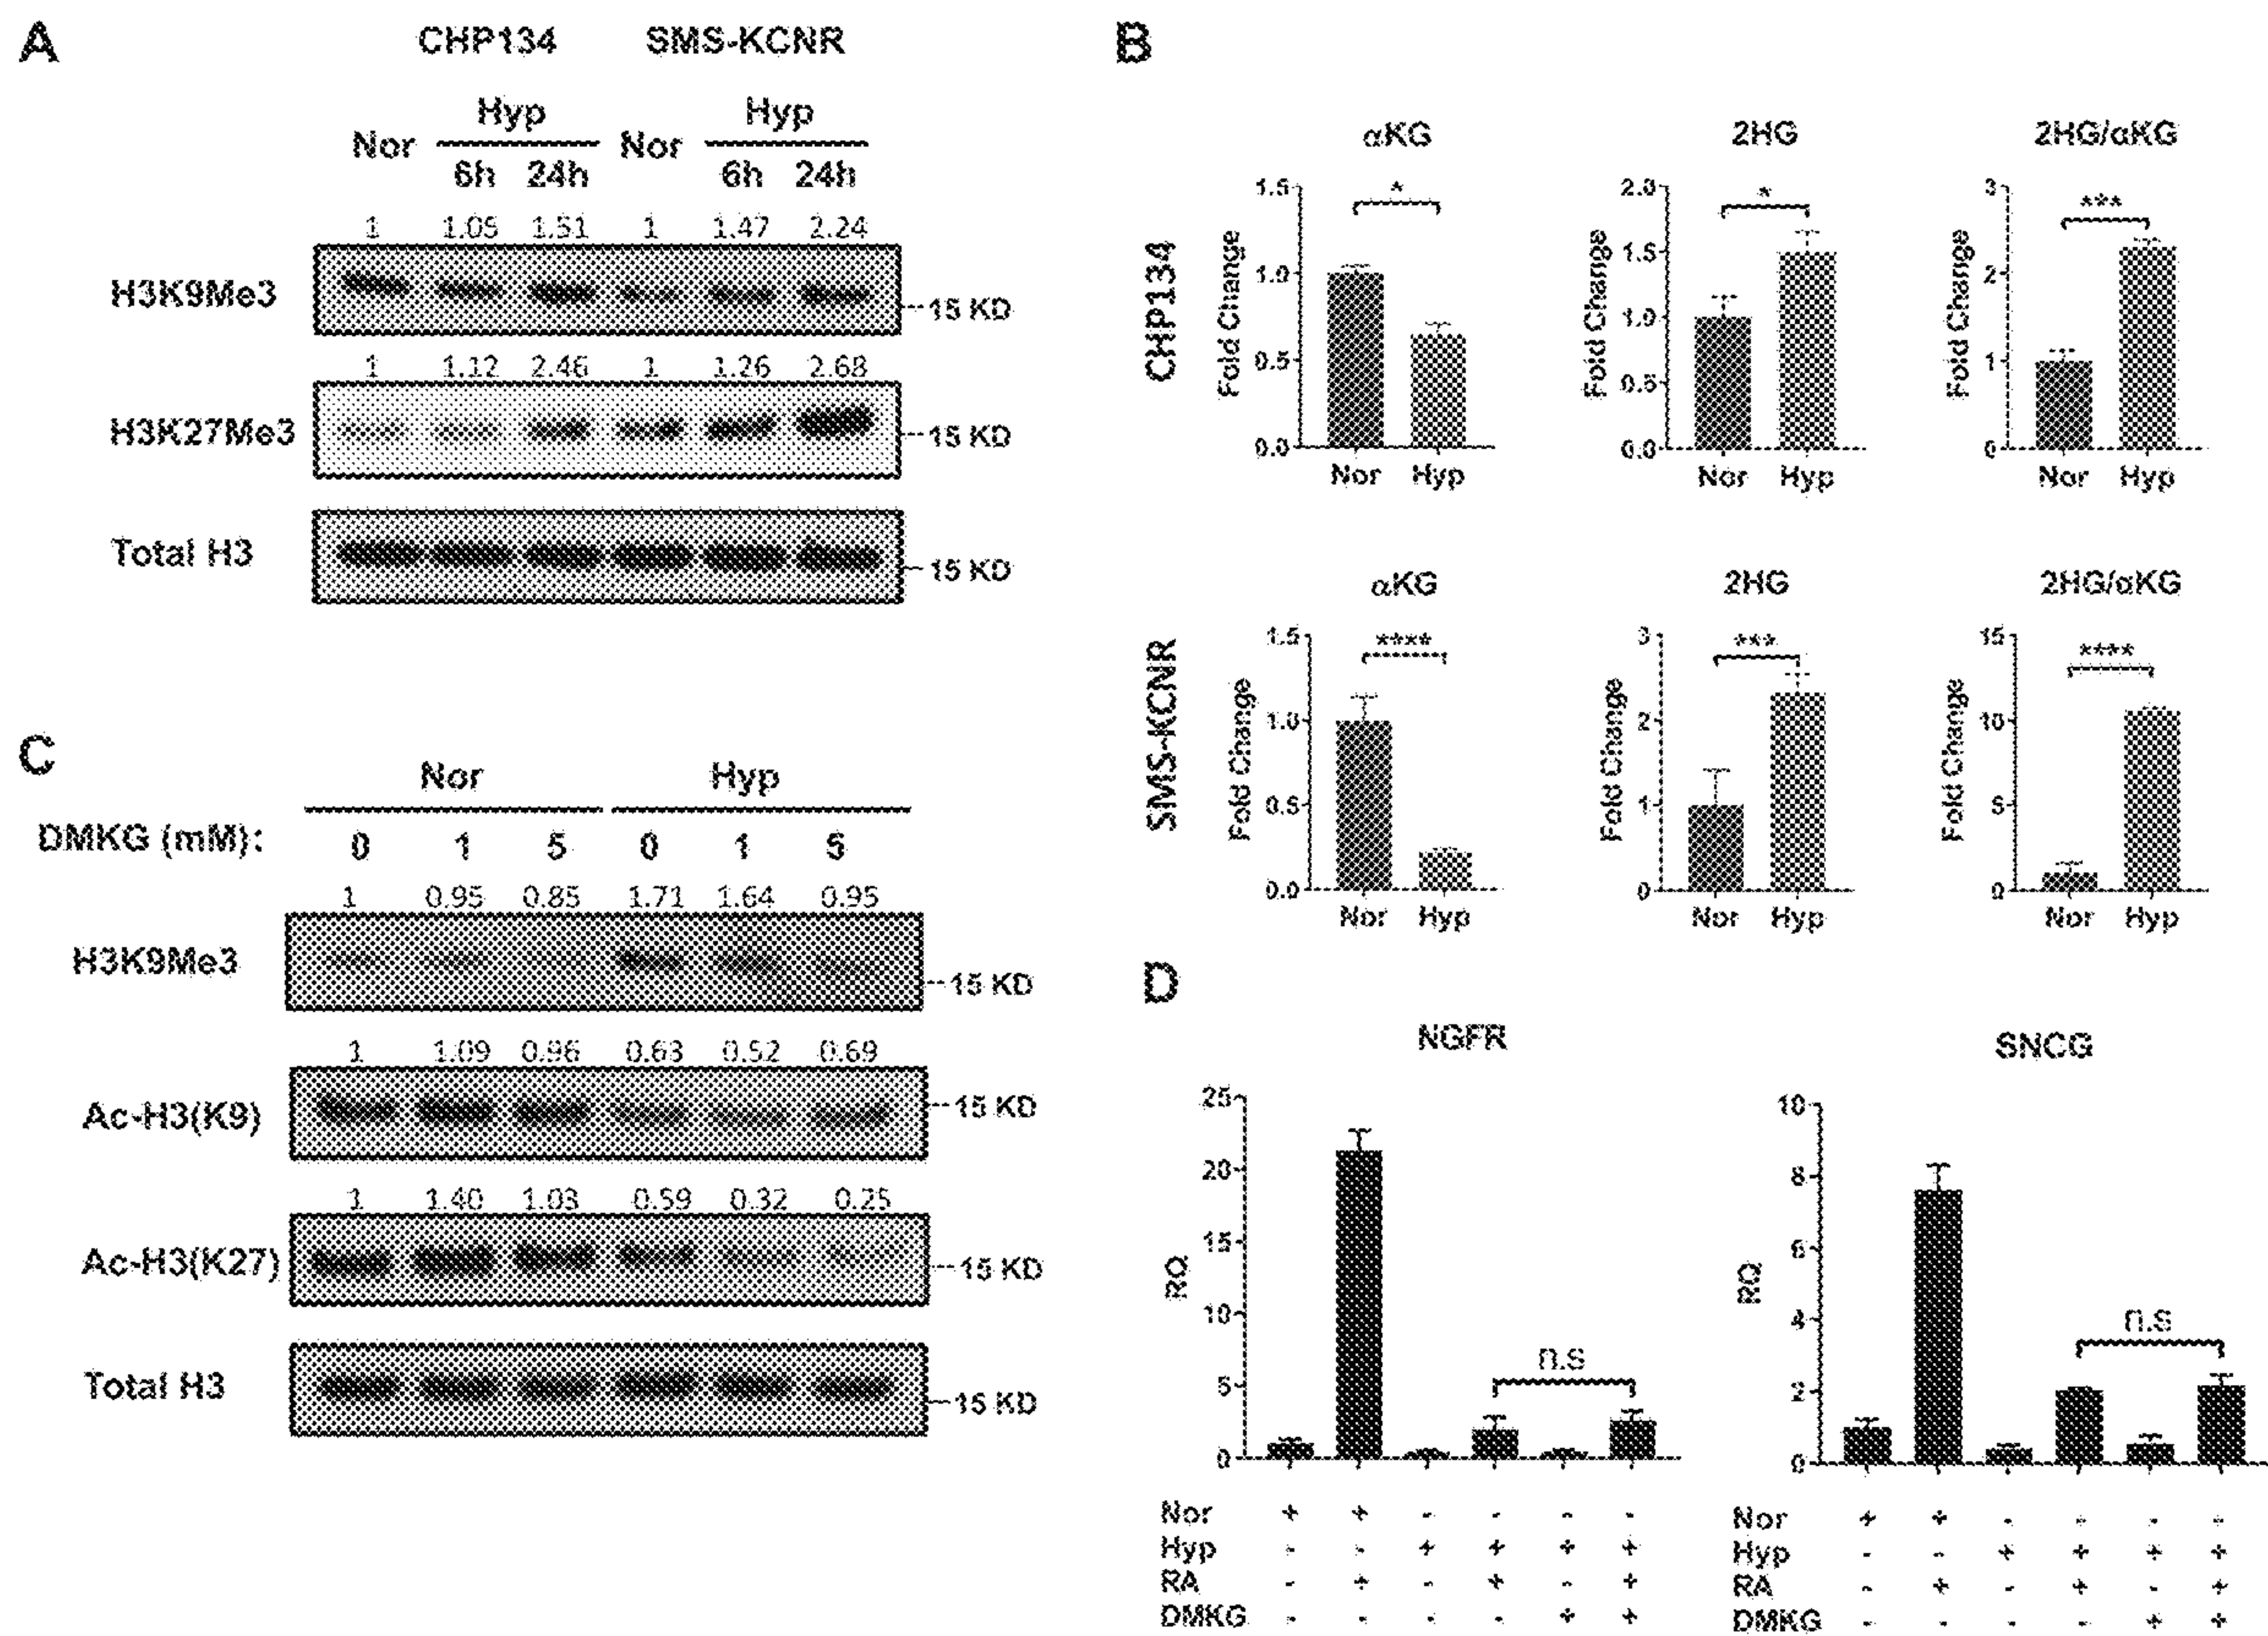 A
CHP134 SMS-KCNR
Nor Hyp Nor Hyp
6h 24h 6h 24h
1 1.05 1.51 1 1.47 2.24
H3K9Me3
15 KD
1 1.12 2.46 1 1.26 2.68
H3K27Me3
15 KD
Total H3
15 KD
B
CHP134
αKG
Fold Change
1.5
1.0
0.5
0.0
*
Nor Hyp
2HG
Fold Change
2.0
1.5
1.0
0.5
0.0
*
Nor Hyp
2HG/αKG
Fold Change
3
2
1
0
***
Nor Hyp
SMS-KCNR
αKG
Fold Change
1.5
1.0
0.5
0.0
****
Nor Hyp
2HG
Fold Change
3
2
1
0
***
Nor Hyp
2HG/αKG
Fold Change
15
10
5
0
****
Nor Hyp
C
Nor Hyp
DMKG (mM): 0 1 5 0 1 5
1 0.95 0.85 1.71 1.64 0.95
H3K9Me3
15 KD
1 1.09 0.96 0.63 0.52 0.69
Ac-H3(K9)
15 KD
1 1.40 1.03 0.59 0.32 0.25
Ac-H3(K27)
15 KD
Total H3
15 KD
D
NGFR
RQ
25
20
15
10
5
0
n.s
Nor + + - - - -
Hyp - - + + + +
RA - + - + - +
DMKG - - - - + +
SNCG
RQ
10
8
6
4
2
0
n.s
Nor + + - - - -
Hyp - - + + + +
RA - + - + - +
DMKG - - - - + +